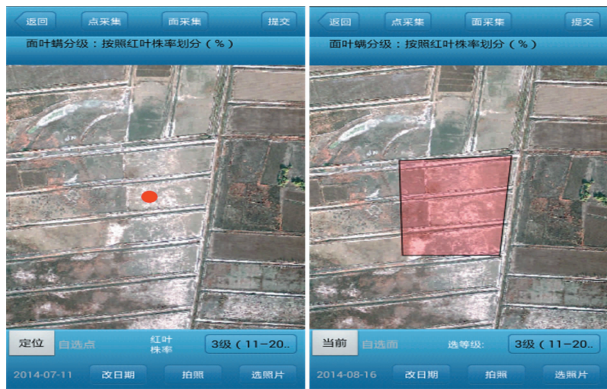 返回 点采集 面采集 提交
面叶螨分级：按照红叶株率划分（%）
定位 自选点 红叶株率 3级（11-20..
2014-07-11 改日期 拍照 选照片
返回 点采集 面采集 提交
面叶螨分级：按照红叶株率划分（%）
当前 自选面 选等级: 3级（11-20..
2014-08-16 改日期 拍照 选照片